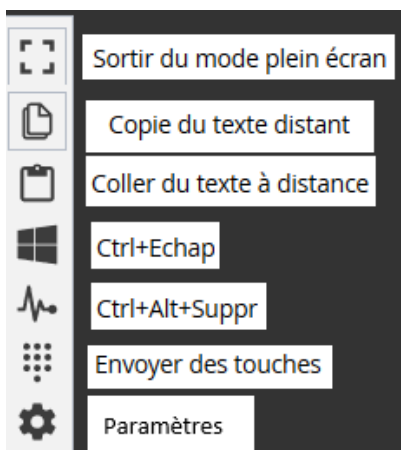 Sortir du mode plein écran
Copie du texte distant
Coller du texte à distance
Ctrl+Echap
Ctrl+Alt+Suppr
Envoyer des touches
Paramètres